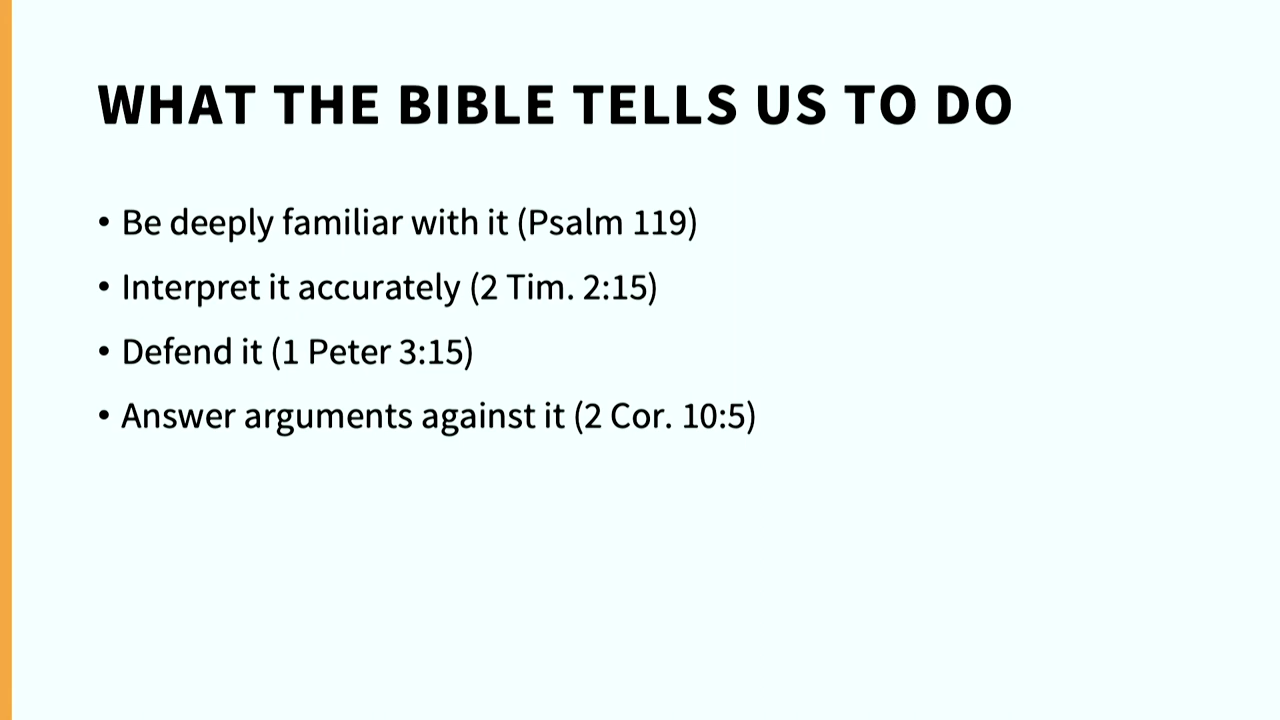 WHAT THE BIBLE TELLS US TO DO
• Be deeply familiar with it (Psalm 119)
• Interpret it accurately (2 Tim. 2:15)
• Defend it (1 Peter 3:15)
• Answer arguments against it (2 Cor. 10:5)